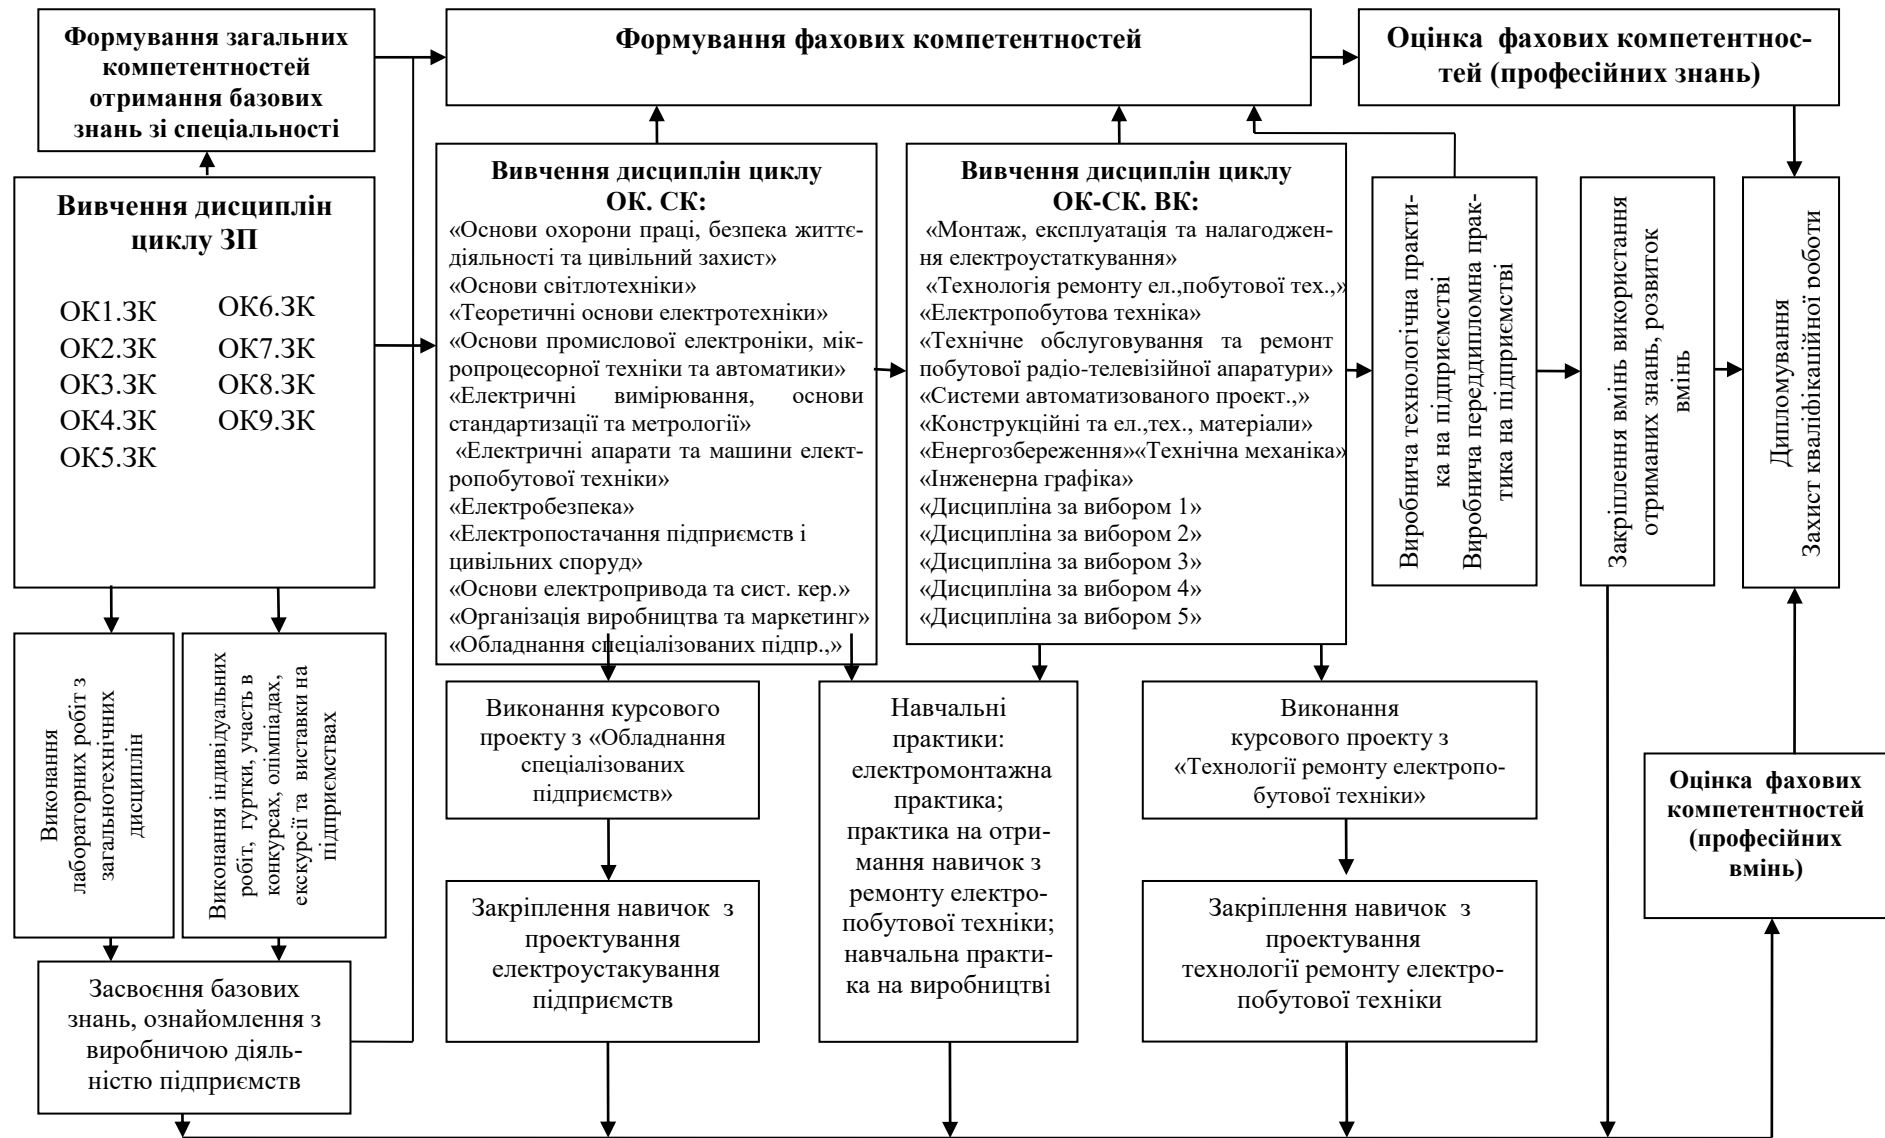 Формування загальних
компетентностей
отримання базових
знань зі спеціальності
Формування фахових компетентностей
Оцінка  фахових компетентнос-
тей (професійних знань)
Вивчення дисциплін
циклу ЗП
ОК1.ЗК
ОК2.ЗК
ОК3.ЗК
ОК4.ЗК
ОК5.ЗК
ОК6.ЗК
ОК7.ЗК
ОК8.ЗК
ОК9.ЗК
Вивчення дисциплін циклу
ОК. СК:
«Основи охорони праці, безпека життє-
діяльності та цивільний захист»
«Основи світлотехніки»
«Теоретичні основи електротехніки»
«Основи промислової електроніки, мік-
ропроцесорної техніки та автоматики»
«Електричні вимірювання, основи
стандартизації та метрології»
«Електричні апарати та машини елект-
ропобутової техніки»
«Електробезпека»
«Електропостачання підприємств і
цивільних споруд»
«Основи електропривода та сист. кер.»
«Організація виробництва та маркетинг»
«Обладнання спеціалізованих підпр.,»
Вивчення дисциплін циклу
ОК-СК. ВК:
«Монтаж, експлуатація та налагоджен-
ня електроустаткування»
«Технологія ремонту ел.,побутової тех.,»
«Електропобутова техніка»
«Технічне обслуговування та ремонт
побутової радіо-телевізійної апаратури»
«Системи автоматизованого проект.,»
«Конструкційні та ел.,тех., матеріали»
«Енергозбереження»«Технічна механіка»
«Інженерна графіка»
«Дисципліна за вибором 1»
«Дисципліна за вибором 2»
«Дисципліна за вибором 3»
«Дисципліна за вибором 4»
«Дисципліна за вибором 5»
Виробнича технологічна практи-
ка на підприємстві
Виробнича переддипломна прак-
тика на підприємстві
Закріплення вмінь використання
отриманих знань, розвиток
вмінь
Дипломування
Захист кваліфікаційної роботи
Виконання
лабораторних робіт з
загальнотехнічних
дисциплін
Виконання індивідуальних
робіт, гуртки, участь в
конкурсах, олімпіадах,
екскурсії та виставки на
підприємствах
Виконання курсового
проекту з «Обладнання
спеціалізованих
підприємств»
Навчальні
практики:
електромонтажна
практика;
практика на отри-
мання навичок з
ремонту електро-
побутової техніки;
навчальна практи-
ка на виробництві
Виконання
курсового проекту з
«Технології ремонту електропо-
бутової техніки»
Оцінка  фахових
компетентностей
(професійних
вмінь)
Закріплення навичок  з
проектування
електроустакування
підприємств
Закріплення навичок  з
проектування
технології ремонту електро-
побутової техніки
Засвоєння базових
знань, ознайомлення з
виробничою діяль-
ністю підприємств